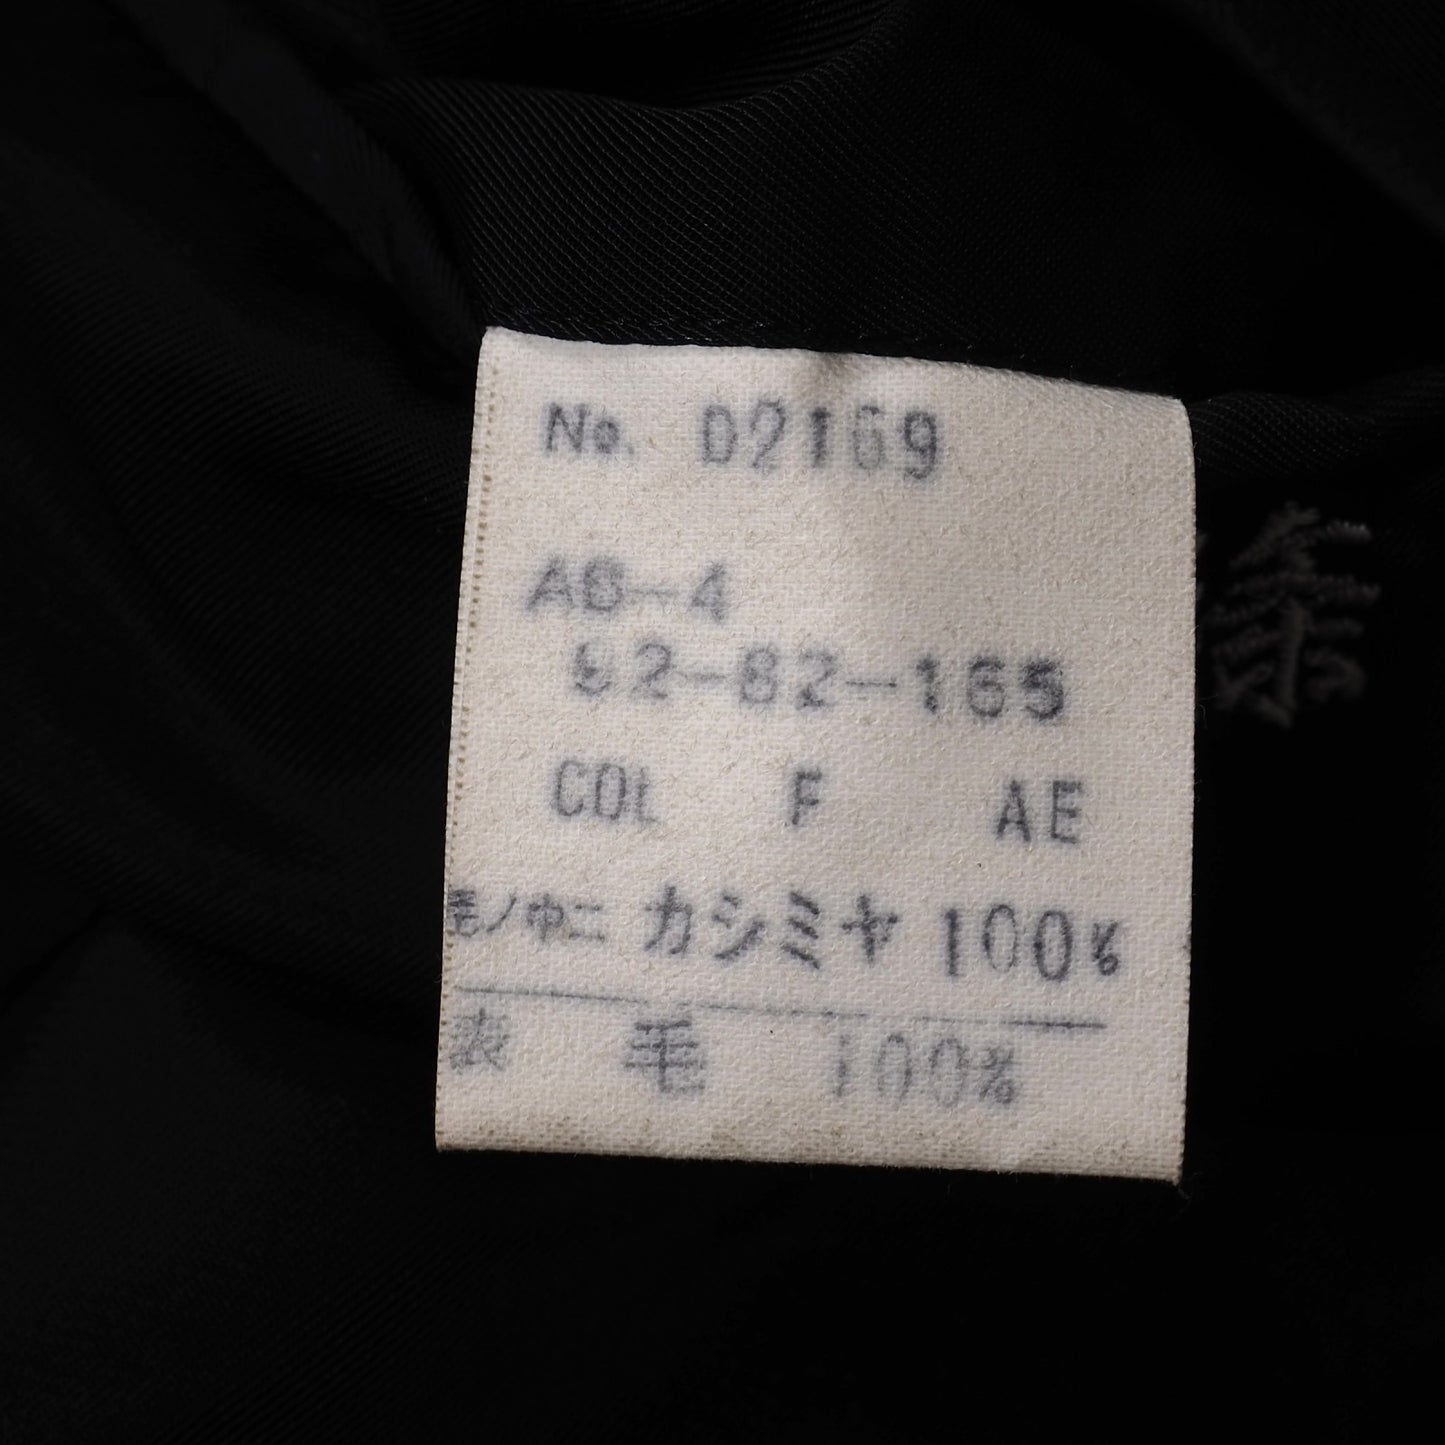 No. D2169
AB-4
92-82-165
COL F AE
毛ノ中ニ カシミヤ 100%
表 毛 100%